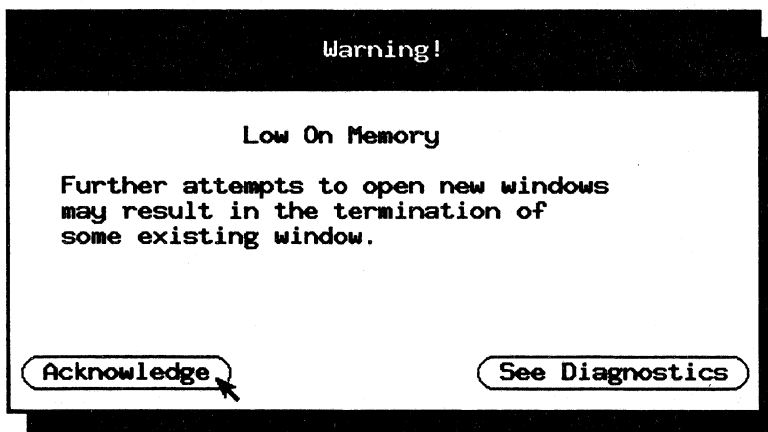 Warning!
Low On Memory
Further attempts to open new windows
may result in the termination of
some existing window.
Acknowledge
See Diagnostics